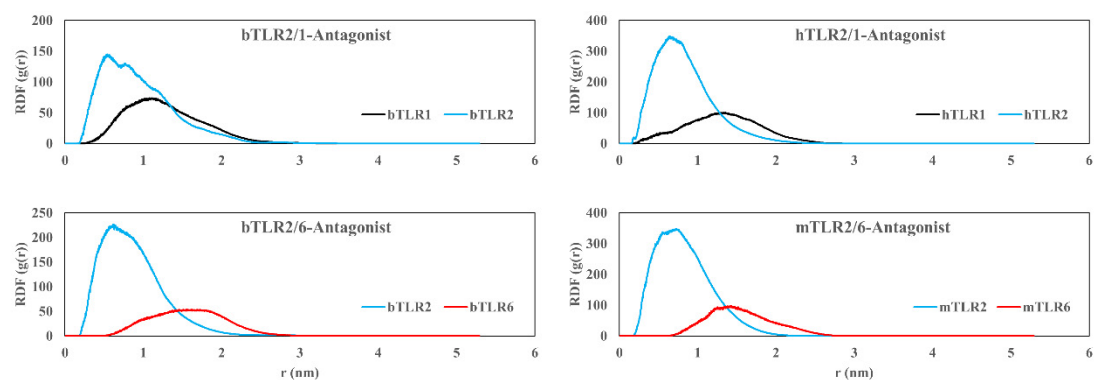 bTLR2/1-Antagonist
RDF (g(r))
200
150
100
50
0
bTLR1 bTLR2
0 1 2 3 4 5 6
hTLR2/1-Antagonist
RDF (g(r))
400
300
200
100
0
hTLR1 hTLR2
0 1 2 3 4 5 6
bTLR2/6-Antagonist
RDF (g(r))
250
200
150
100
50
0
bTLR2 bTLR6
0 1 2 3 4 5 6
r (nm)
mTLR2/6-Antagonist
RDF (g(r))
400
300
200
100
0
mTLR2 mTLR6
0 1 2 3 4 5 6
r (nm)